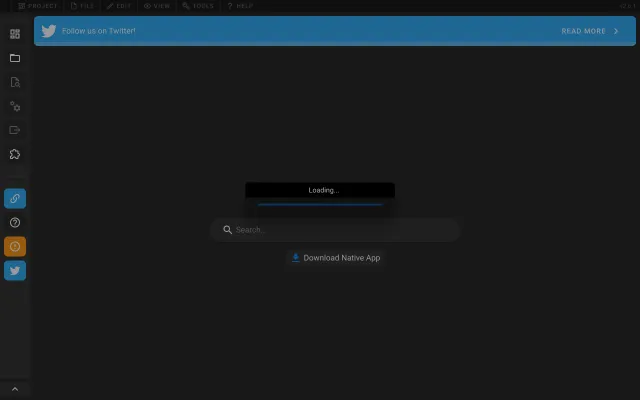 PROJECT FILE EDIT VIEW TOOLS HELP
Follow us on Twitter! READ MORE
Loading...
Search...
Download Native App